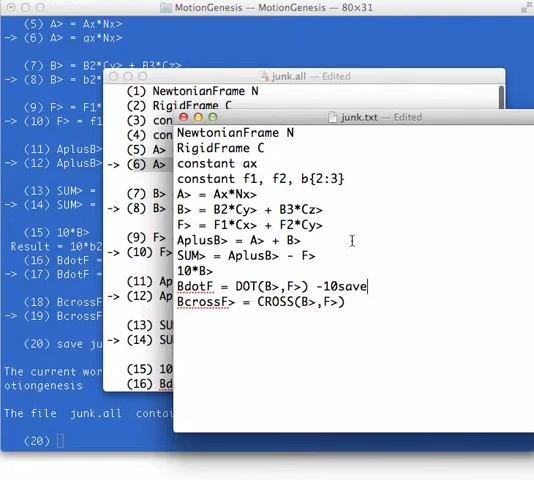 MotionGenesis — MotionGenesis — 80×31
(5) A> = Ax*Nx>
-> (6) A> = ax*Nx>
(7) B> = B2*Cy> + B3*Cz>
-> (8) B> = b2*
(9) F> = F1*
-> (10) F> = f1
(11) AplusB>
-> (12) AplusB>
(13) SUM> =
-> (14) SUM> =
(15) 10*B>
Result = 10*b2
(16) BdotF =
-> (17) BdotF =
(18) BcrossF>
-> (19) BcrossF>
(20) save ju
The current wor
otiongenesis
The file junk.all conta
(20)
junk.all — Edited
(1) NewtonianFrame N
(2) RigidFrame C
(3) con
(4) con
(5) A>
-> (6) A>
(7) B>
-> (8) B>
(9) F>
-> (10) F>
(11) Ap
-> (12) Ap
(13) SU
-> (14) SU
(15) 10
(16) Bd
junk.txt — Edited
NewtonianFrame N
RigidFrame C
constant ax
constant f1, f2, b{2:3}
A> = Ax*Nx>
B> = B2*Cy> + B3*Cz>
F> = F1*Cx> + F2*Cy>
AplusB> = A> + B>
SUM> = AplusB> - F>
10*B>
BdotF = DOT(B>,F>) -10save
BcrossF> = CROSS(B>,F>)